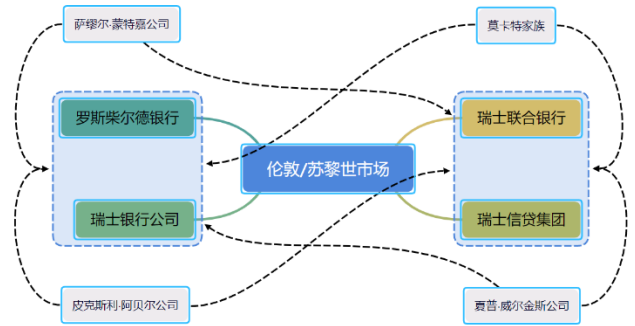 萨缪尔·蒙特嘉公司
莫卡特家族
罗斯柴尔德银行
瑞士联合银行
伦敦/苏黎世市场
瑞士银行公司
瑞士信贷集团
皮克斯利·阿贝尔公司
夏普·威尔金斯公司